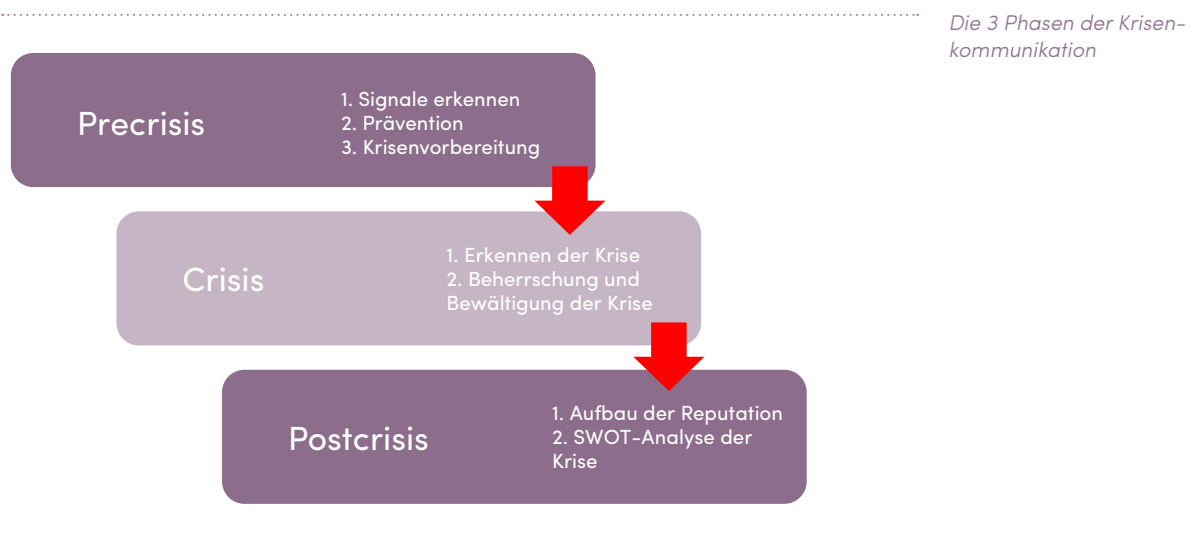 Die 3 Phasen der Krisen-
kommunikation
Precrisis
1. Signale erkennen
2. Prävention
3. Krisenvorbereitung
Crisis
1. Erkennen der Krise
2. Beherrschung und
Bewältigung der Krise
Postcrisis
1. Aufbau der Reputation
2. SWOT-Analyse der
Krise